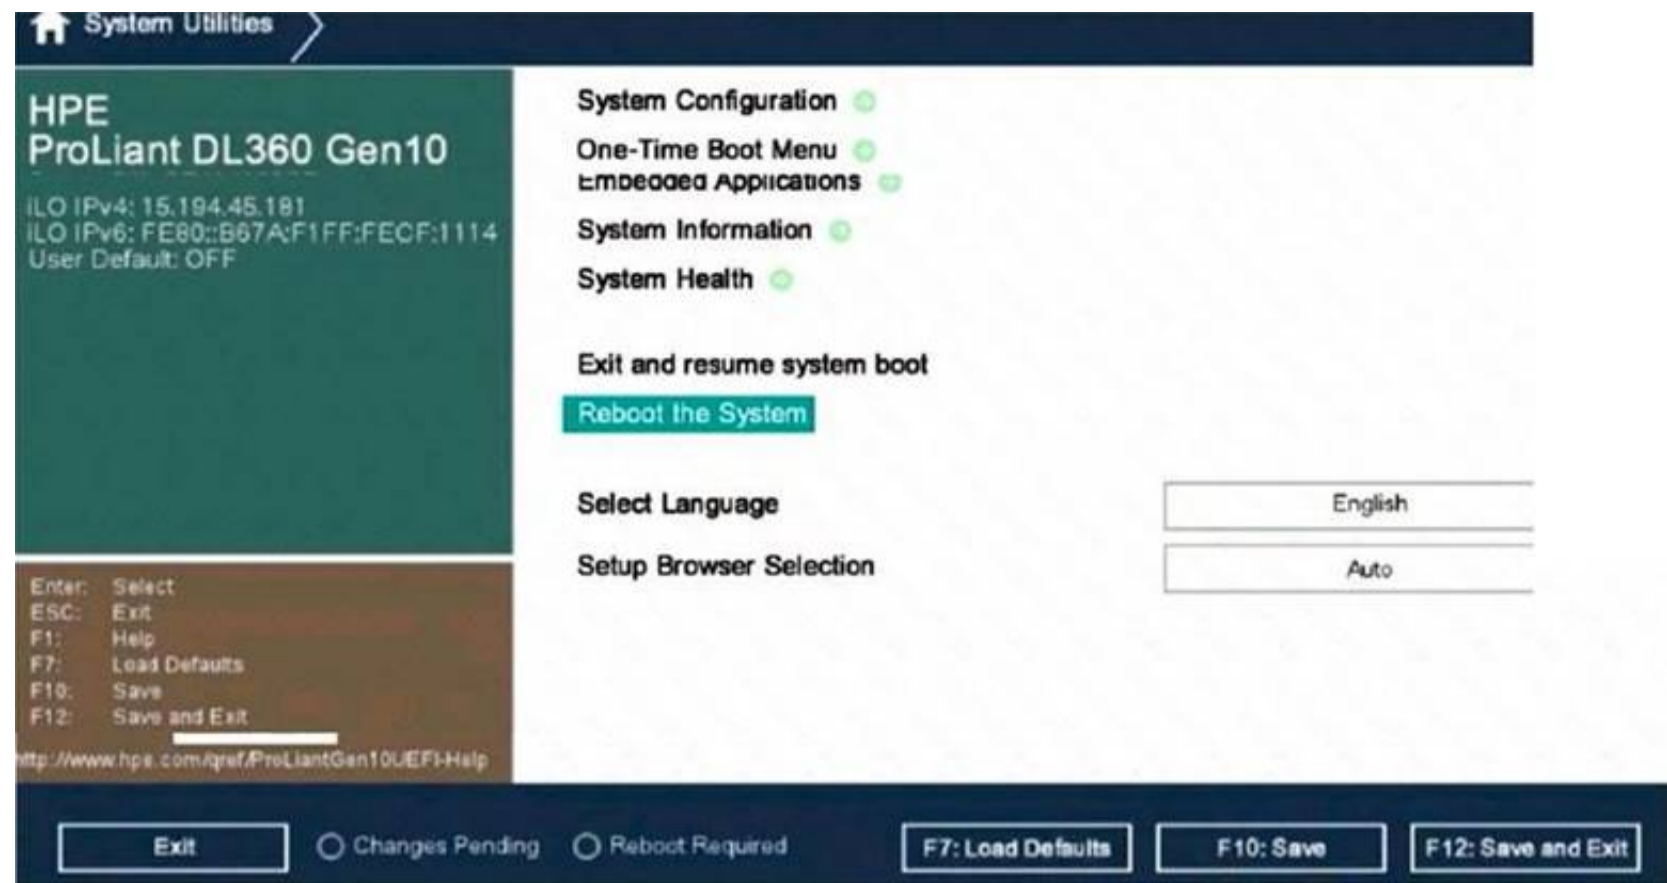 System Utilities
HPE
ProLiant DL360 Gen10
iLO IPv4: 15.194.45.181
iLO IPv6: FE80::B67A:F1FF:FECF:1114
User Default: OFF
Enter: Select
ESC: Exit
F1: Help
F7: Load Defaults
F10: Save
F12: Save and Exit
http://www.hpe.com/qref/ProLiantGen10UEFI-Help
System Configuration
One-Time Boot Menu
Embedded Applications
System Information
System Health
Exit and resume system boot
Reboot the System
Select Language English
Setup Browser Selection Auto
Exit Changes Pending Reboot Required F7: Load Defaults F10: Save F12: Save and Exit